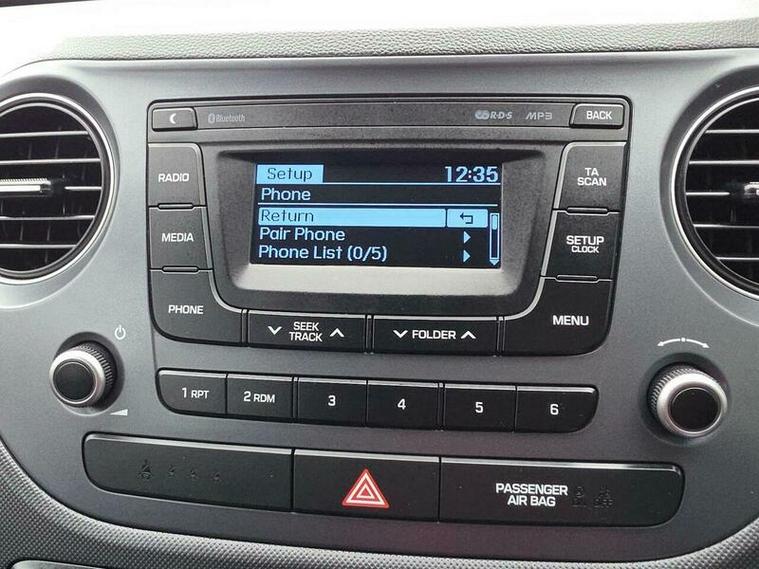 Bluetooth
R·D·S
MP3
BACK
RADIO
Setup
12:35
TA
SCAN
Phone
Return
MEDIA
Pair Phone
SETUP
CLOCK
Phone List (0/5)
PHONE
SEEK
TRACK
FOLDER
MENU
1 RPT
2 RDM
3
4
5
6
PASSENGER
AIR BAG